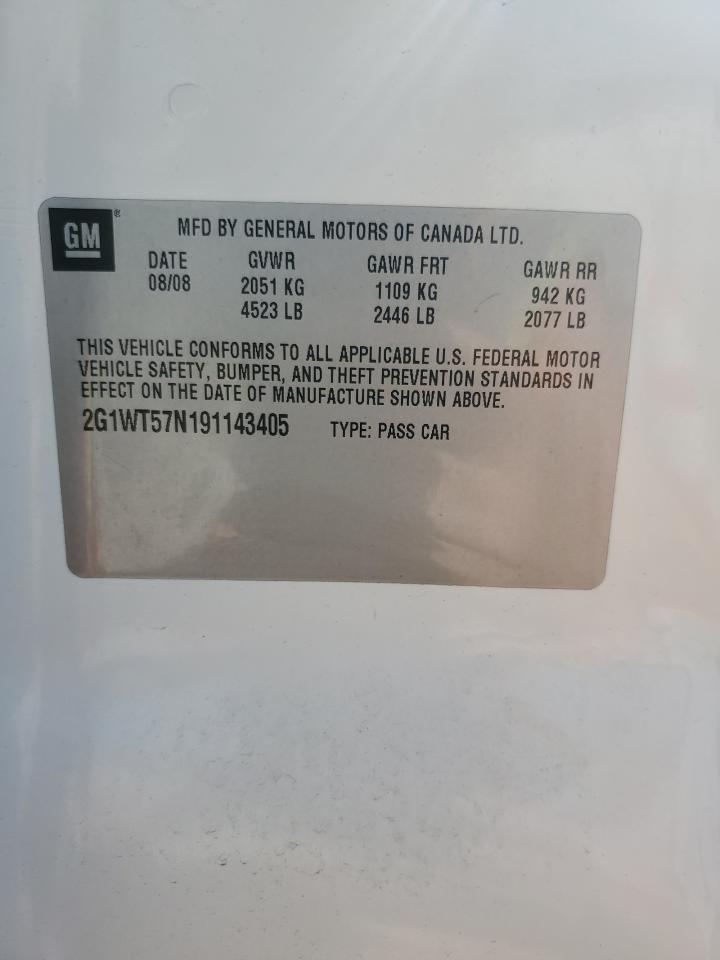 GM®
MFD BY GENERAL MOTORS OF CANADA LTD.
DATE GVWR GAWR FRT GAWR RR
08/08 2051 KG 1109 KG 942 KG
4523 LB 2446 LB 2077 LB
THIS VEHICLE CONFORMS TO ALL APPLICABLE U.S. FEDERAL MOTOR
VEHICLE SAFETY, BUMPER, AND THEFT PREVENTION STANDARDS IN
EFFECT ON THE DATE OF MANUFACTURE SHOWN ABOVE.
2G1WT57N191143405 TYPE: PASS CAR